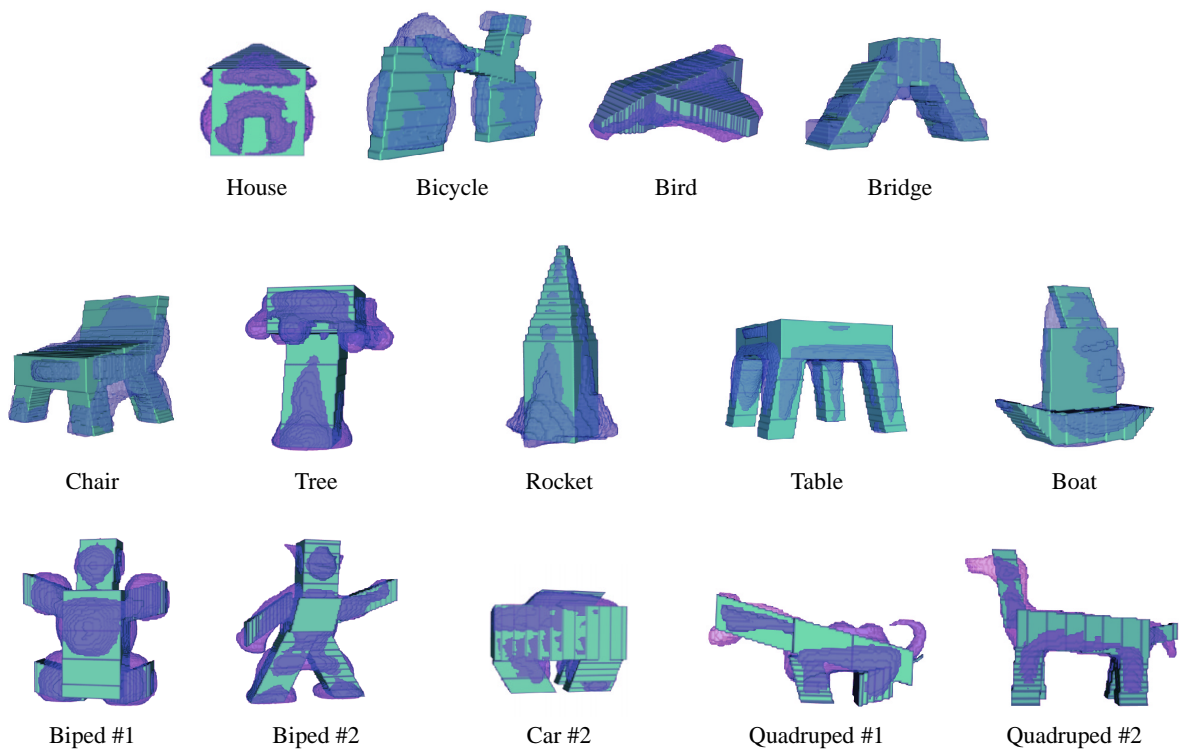 House
Bicycle
Bird
Bridge
Chair
Tree
Rocket
Table
Boat
Biped #1
Biped #2
Car #2
Quadruped #1
Quadruped #2